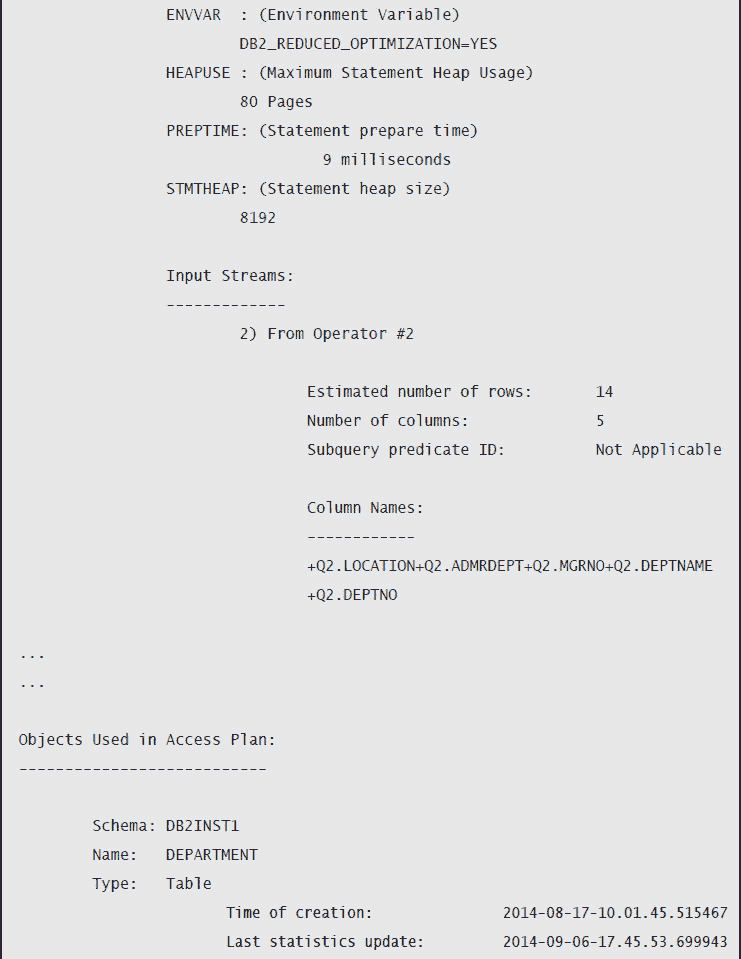 ENVVAR : (Environment Variable)
DB2_REDUCED_OPTIMIZATION=YES
HEAPUSE : (Maximum Statement Heap Usage)
80 Pages
PREPTIME: (Statement prepare time)
9 milliseconds
STMTHEAP: (Statement heap size)
8192
Input Streams:
-------------
2) From Operator #2
Estimated number of rows: 14
Number of columns: 5
Subquery predicate ID: Not Applicable
Column Names:
------------
+Q2.LOCATION+Q2.ADMRDEPT+Q2.MGRNO+Q2.DEPTNAME
+Q2.DEPTNO
...
...
Objects Used in Access Plan:
---------------------------
Schema: DB2INST1
Name: DEPARTMENT
Type: Table
Time of creation: 2014-08-17-10.01.45.515467
Last statistics update: 2014-09-06-17.45.53.699943